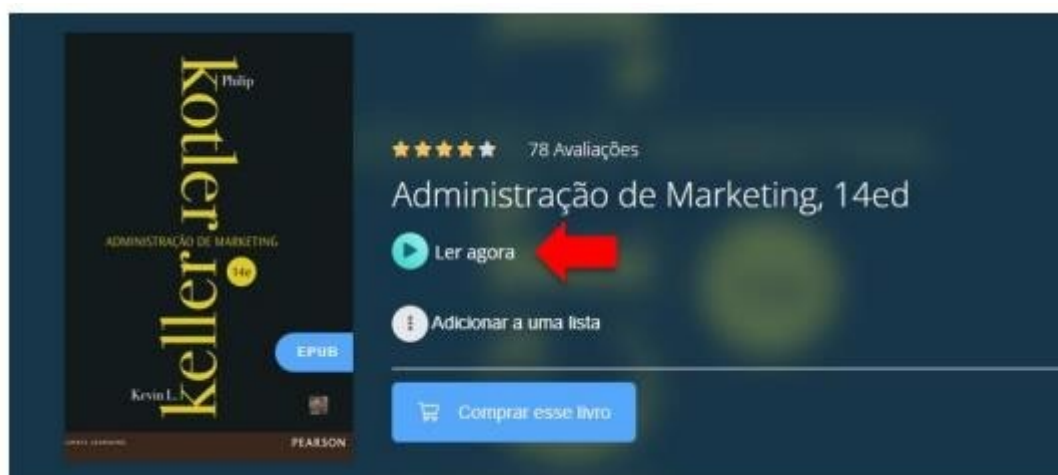 Philip
kotler
keller
ADMINISTRAÇÃO DE MARKETING
14e
EPUB
Kevin L.
PEARSON
78 Avaliações
Administração de Marketing, 14ed
Ler agora
Adicionar a uma lista
Comprar esse livro